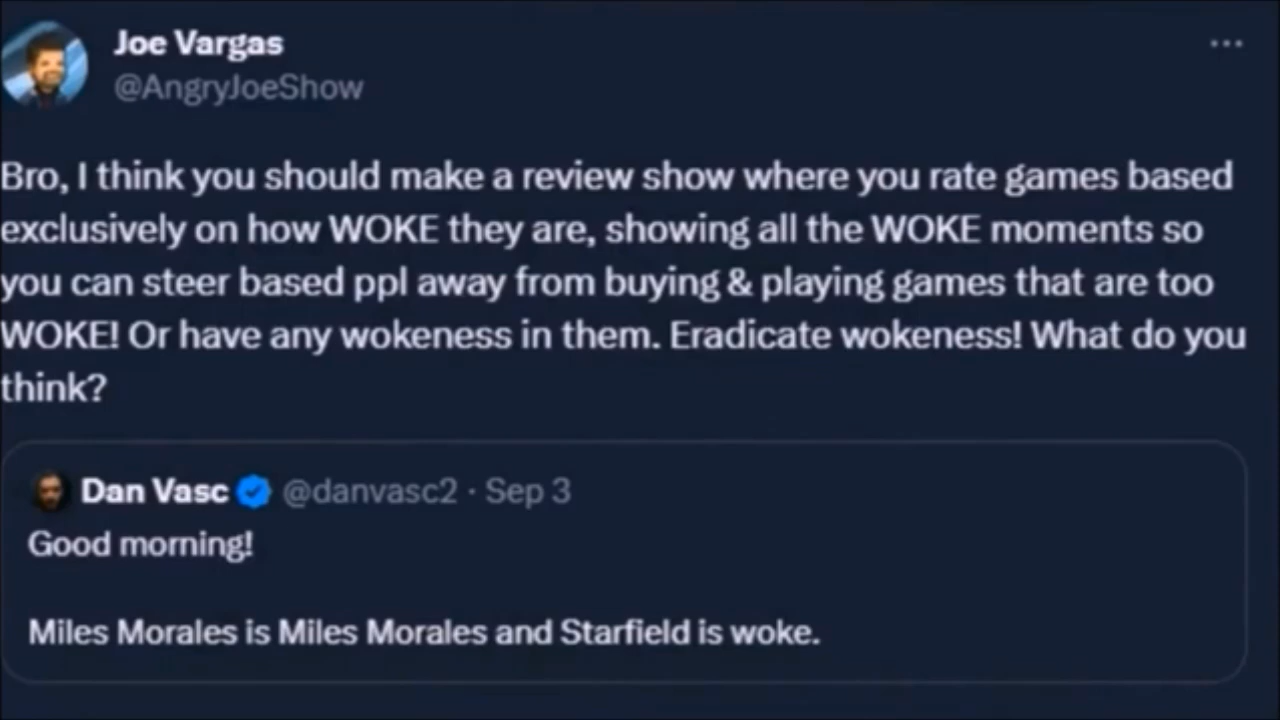 Joe Vargas
@AngryJoeShow
Bro, I think you should make a review show where you rate games based
exclusively on how WOKE they are, showing all the WOKE moments so
you can steer based ppl away from buying & playing games that are too
WOKE! Or have any wokeness in them. Eradicate wokeness! What do you
think?
Dan Vasc @danvasc2 · Sep 3
Good morning!
Miles Morales is Miles Morales and Starfield is woke.